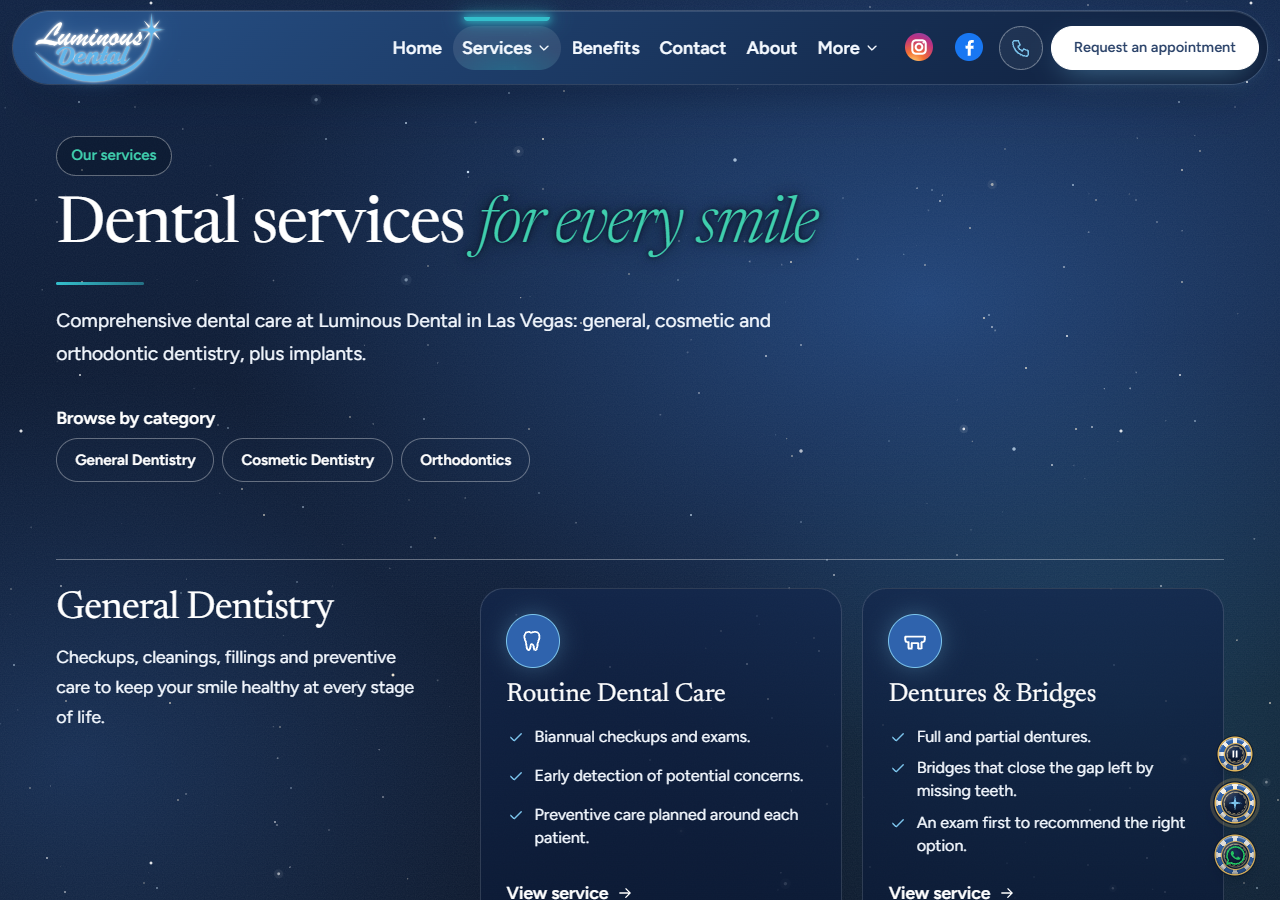 Luminous
Dental
Home
Services
Benefits
Contact
About
More
Request an appointment
Our services
Dental services for every smile
Comprehensive dental care at Luminous Dental in Las Vegas: general, cosmetic and
orthodontic dentistry, plus implants.
Browse by category
General Dentistry
Cosmetic Dentistry
Orthodontics
General Dentistry
Checkups, cleanings, fillings and preventive
care to keep your smile healthy at every stage
of life.
Routine Dental Care
Biannual checkups and exams.
Early detection of potential concerns.
Preventive care planned around each
patient.
View service
Dentures & Bridges
Full and partial dentures.
Bridges that close the gap left by
missing teeth.
An exam first to recommend the right
option.
View service